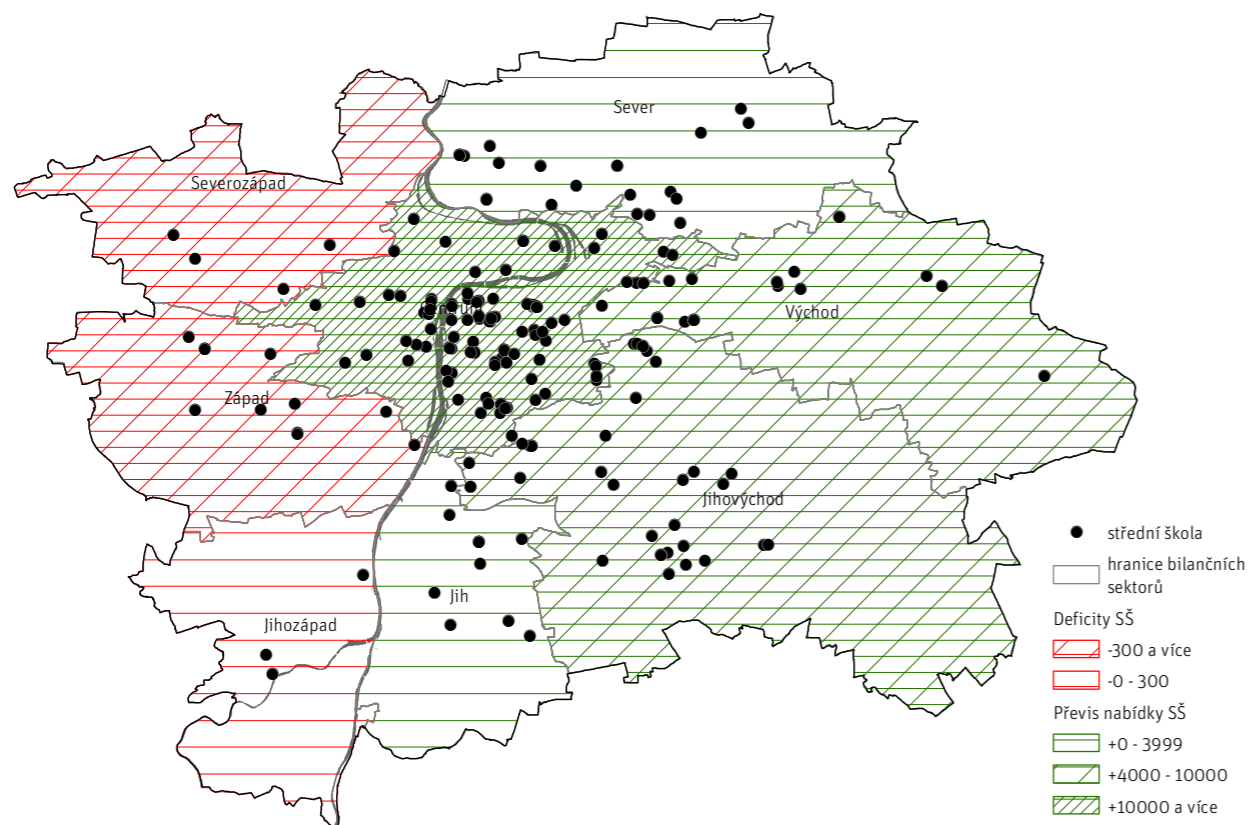 Sever
Severozápad
Východ
Západ
Jihovýchod
Jih
Jihozápad
střední škola
hranice bilančních
sektorů
Deficity SŠ
-300 a více
-0 - 300
Převis nabídky SŠ
+0 - 3999
+4000 - 10000
+10000 a více